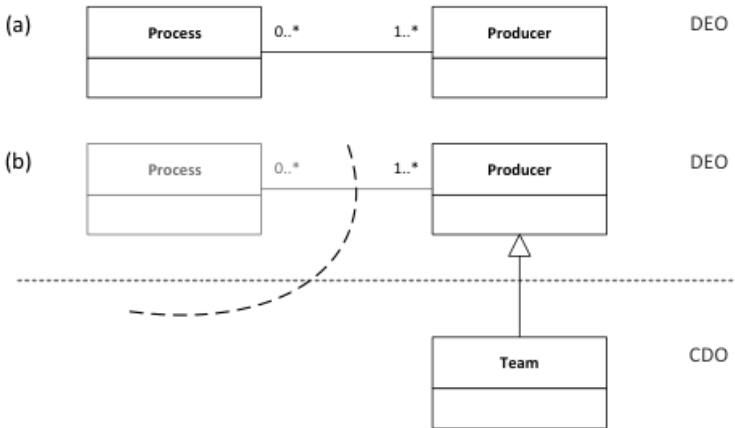 (a) Process 0..* 1..* Producer DEO
(b) Process 0..* 1..* Producer DEO
Team CDO